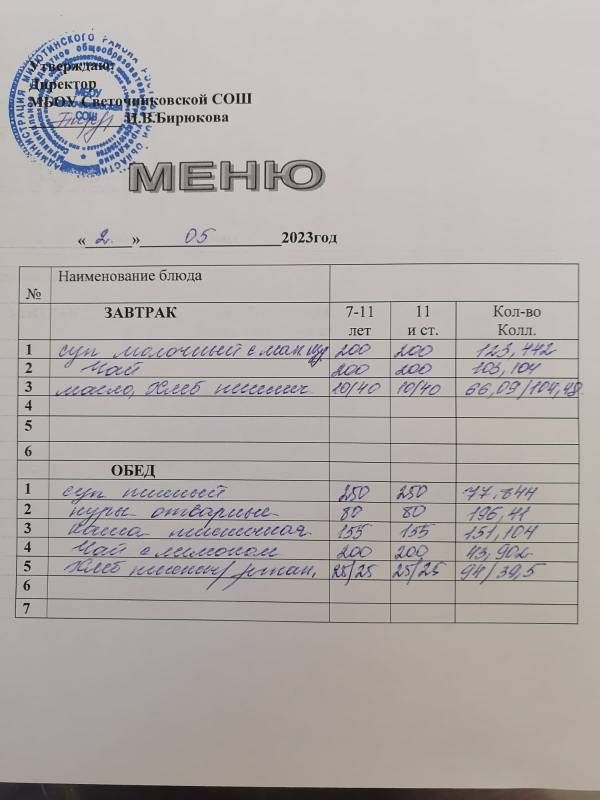 Утверждаю:
Директор
МБОУ Светочниковской СОШ
И.В.Бирюкова
МБОУ
СОШ
МЕНЮ
« 2. » 05 2023год
№ Наименование блюда
ЗАВТРАК 7-11 лет 11 и ст. Кол-во Колл.
1 суп молочный с мак 200 200 123,442
2 Чай 200 200 103,104
3 масло, Хлеб пшенич. 10/40 10/40 66,09/104,48
4
5
6
ОБЕД
1 суп 250 250 77.844
2 куры отварные 80 80 196,41
3 каша пшеничная 155 155 151,104
4 Чай с лимоном 200 200 43,902
5 Хлеб пшенич/ ржан, 25/25 25/25 94/39,5
6
7